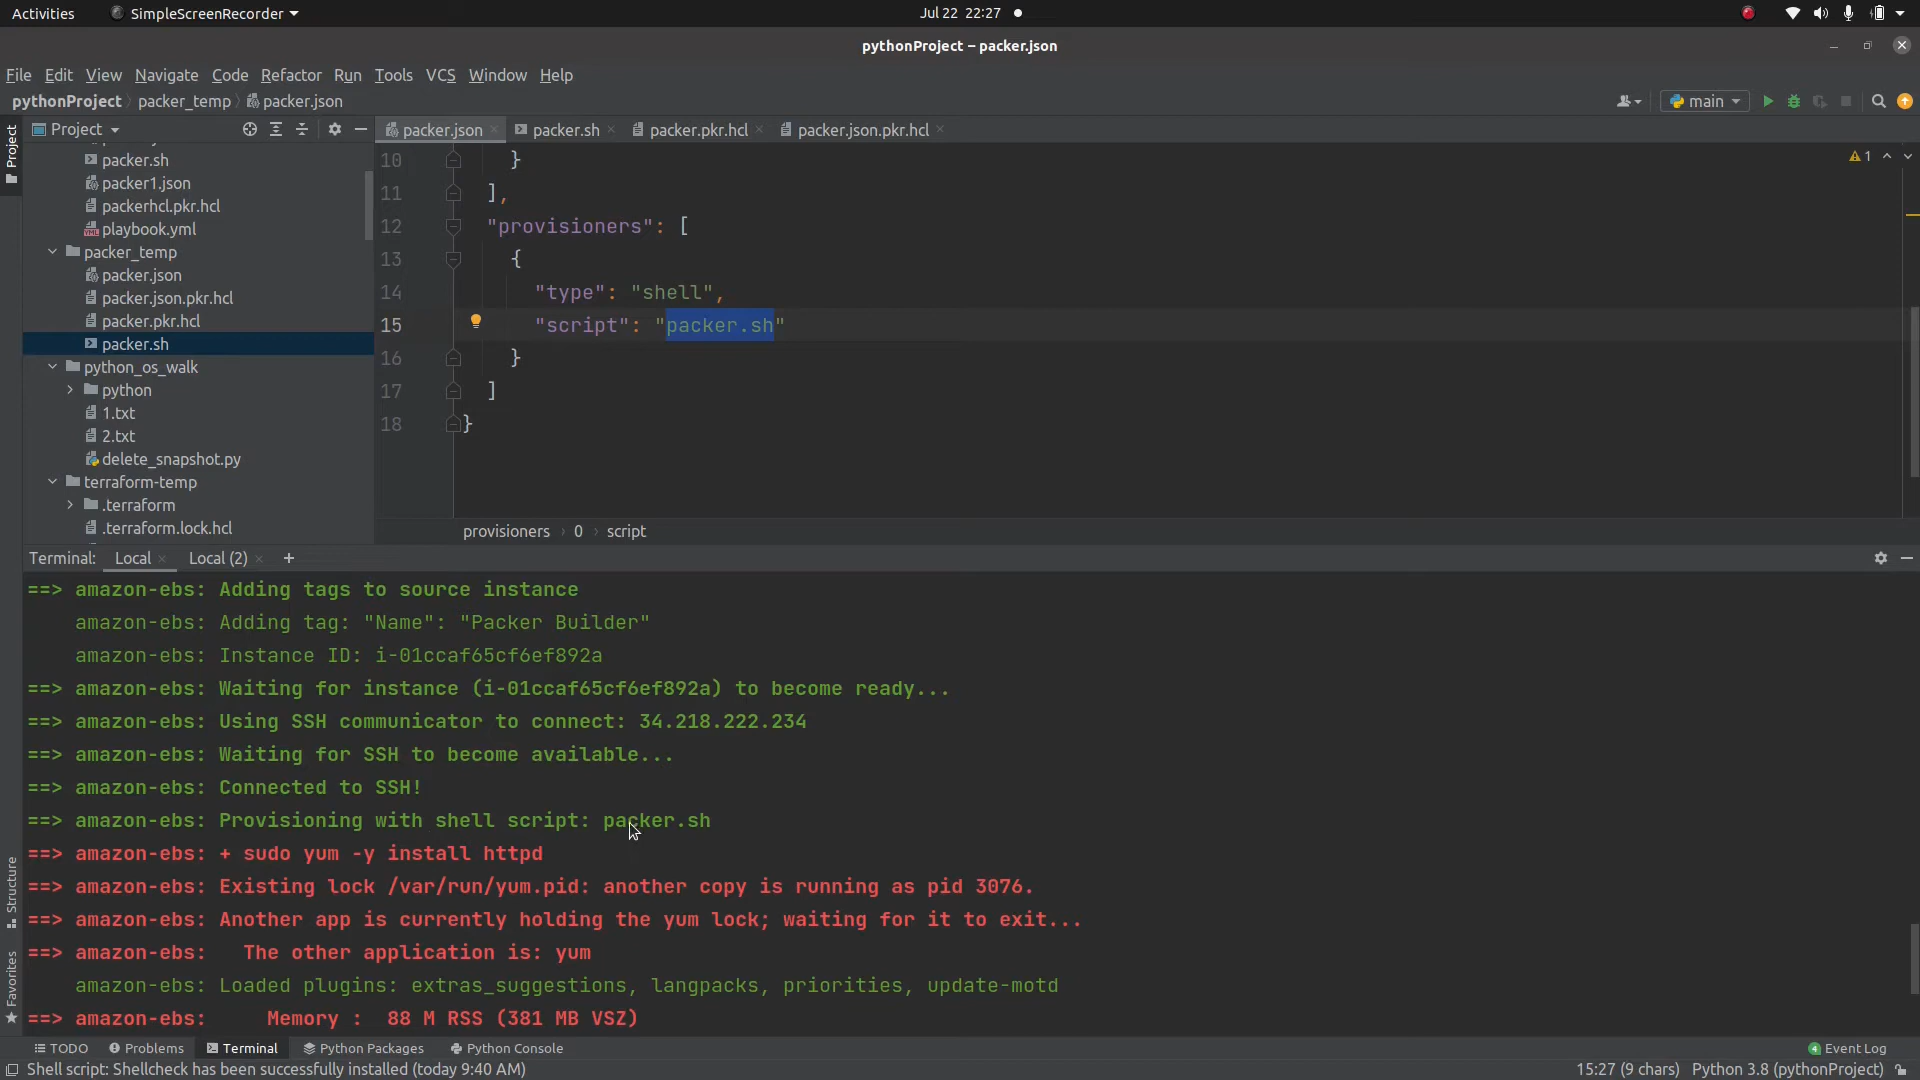 Activities
SimpleScreenRecorder
Jul 22 22:27
pythonProject – packer.json
File Edit View Navigate Code Refactor Run Tools VCS Window Help
pythonProject packer_temp packer.json
main
Project
Project
packer.sh
packer1.json
packerhcl.pkr.hcl
playbook.yml
packer_temp
packer.json
packer.json.pkr.hcl
packer.pkr.hcl
packer.sh
python_os_walk
python
1.txt
2.txt
delete_snapshot.py
terraform-temp
.terraform
.terraform.lock.hcl
packer.json packer.sh packer.pkr.hcl packer.json.pkr.hcl
1
10 }
11 ],
12 "provisioners": [
13 {
14 "type": "shell",
15 "script": "packer.sh"
16 }
17 ]
18 }
provisioners 0 script
Terminal: Local Local (2) +
==> amazon-ebs: Adding tags to source instance
amazon-ebs: Adding tag: "Name": "Packer Builder"
amazon-ebs: Instance ID: i-01ccaf65cf6ef892a
==> amazon-ebs: Waiting for instance (i-01ccaf65cf6ef892a) to become ready...
==> amazon-ebs: Using SSH communicator to connect: 34.218.222.234
==> amazon-ebs: Waiting for SSH to become available...
==> amazon-ebs: Connected to SSH!
==> amazon-ebs: Provisioning with shell script: packer.sh
==> amazon-ebs: + sudo yum -y install httpd
==> amazon-ebs: Existing lock /var/run/yum.pid: another copy is running as pid 3076.
==> amazon-ebs: Another app is currently holding the yum lock; waiting for it to exit...
==> amazon-ebs: The other application is: yum
amazon-ebs: Loaded plugins: extras_suggestions, langpacks, priorities, update-motd
==> amazon-ebs: Memory : 88 M RSS (381 MB VSZ)
Structure
Favorites
TODO Problems Terminal Python Packages Python Console
4 Event Log
Shell script: Shellcheck has been successfully installed (today 9:40 AM)
15:27 (9 chars) Python 3.8 (pythonProject)